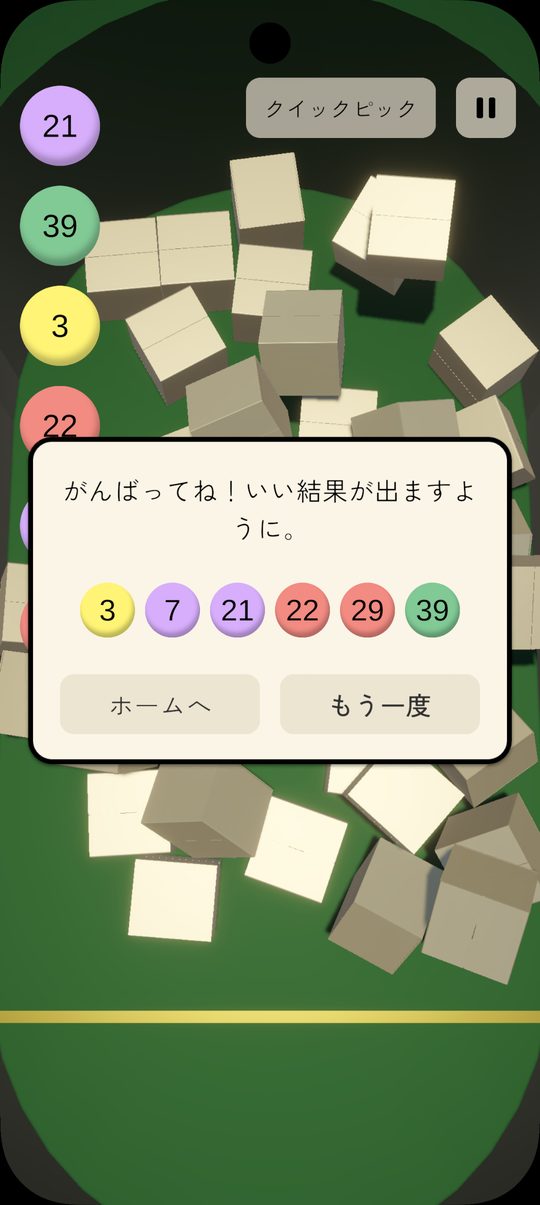 クイックピック
21
39
3
22
がんばってね！いい結果が出ますよ
うに。
3 7 21 22 29 39
ホームへ もう一度